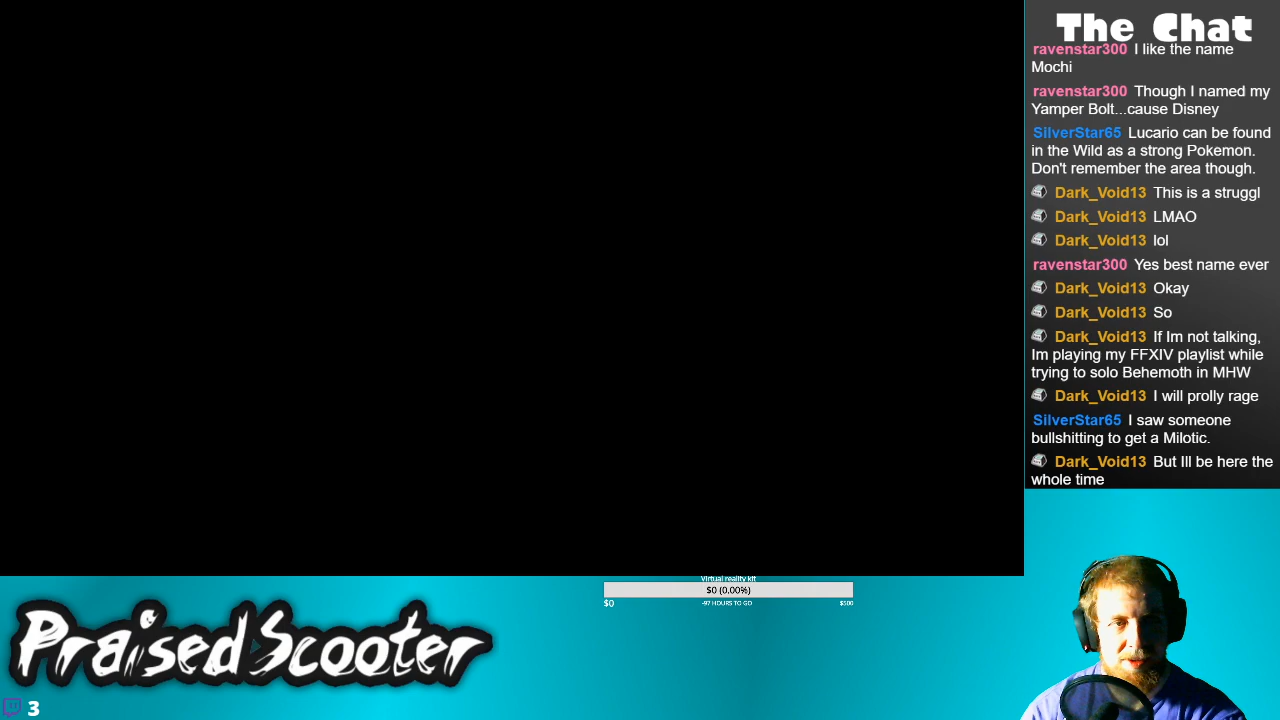 The Chat
ravenstar300 I like the name
Mochi
ravenstar300 Though I named my
Yamper Bolt...cause Disney
SilverStar65 Lucario can be found
in the Wild as a strong Pokemon.
Don't remember the area though.
Dark_Void13 This is a struggl
Dark_Void13 LMAO
Dark_Void13 lol
ravenstar300 Yes best name ever
Dark_Void13 Okay
Dark_Void13 So
Dark_Void13 If Im not talking,
Im playing my FFXIV playlist while
trying to solo Behemoth in MHW
Dark_Void13 I will prolly rage
SilverStar65 I saw someone
bullshitting to get a Milotic.
Dark_Void13 But Ill be here the
whole time
Virtual reality kit
$0 (0.00%)
$0 -97 HOURS TO GO $500
PraisedScooter
3